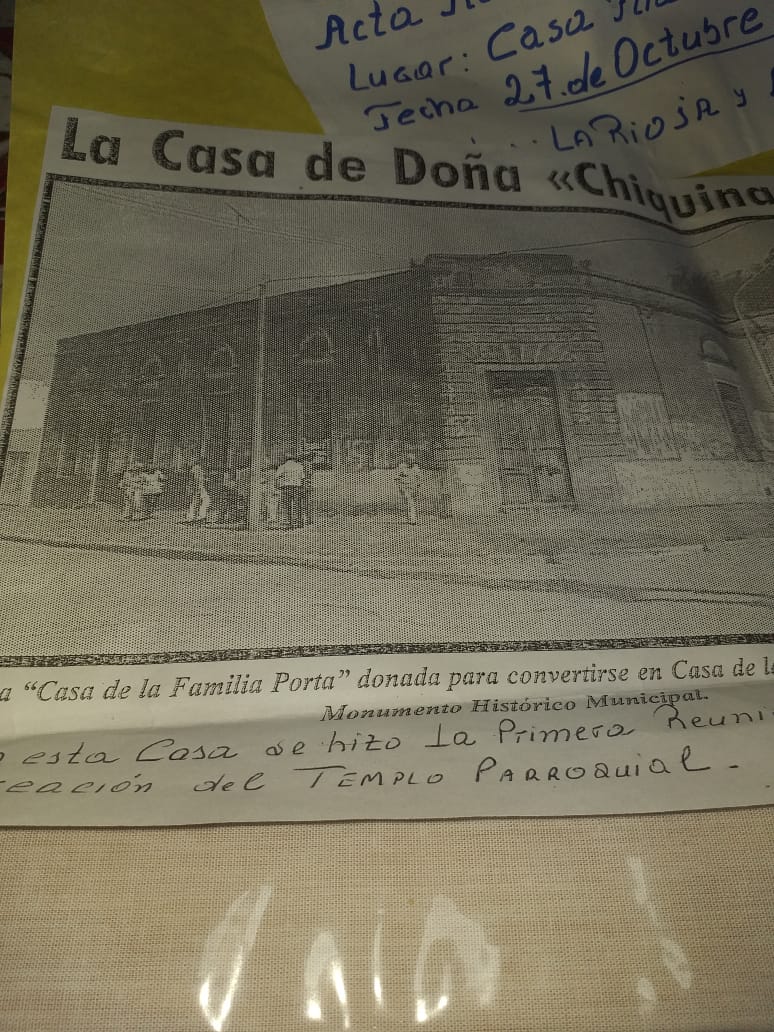 Acta
Lugar: Casa
Fecha 27. de Octubre
LA RIOJA y
La Casa de Doña «Chiquina
a “Casa de la Familia Porta” donada para convertirse en Casa de l
Monumento Histórico Municipal.
esta Casa se hizo La Primera Reuni
eación del TEMPLO PARROQUIAL -